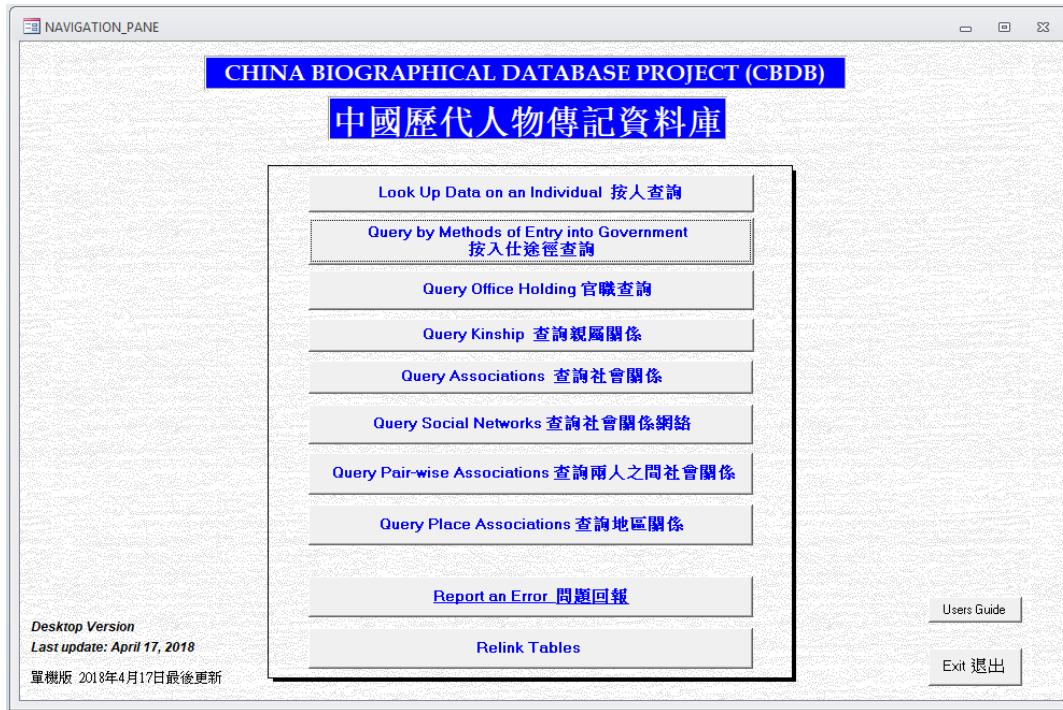 NAVIGATION_PANE
CHINA BIOGRAPHICAL DATABASE PROJECT (CBDB)
中國歷代人物傳記資料庫
Look Up Data on an Individual 按人查詢
Query by Methods of Entry into Government
按入仕途徑查詢
Query Office Holding 官職查詢
Query Kinship 查詢親屬關係
Query Associations 查詢社會關係
Query Social Networks 查詢社會關係網絡
Query Pair-wise Associations 查詢兩人之間社會關係
Query Place Associations 查詢地區關係
Report an Error 問題回報
Relink Tables
Desktop Version
Last update: April 17, 2018
單機版 2018年4月17日最後更新
Users Guide
Exit 退出